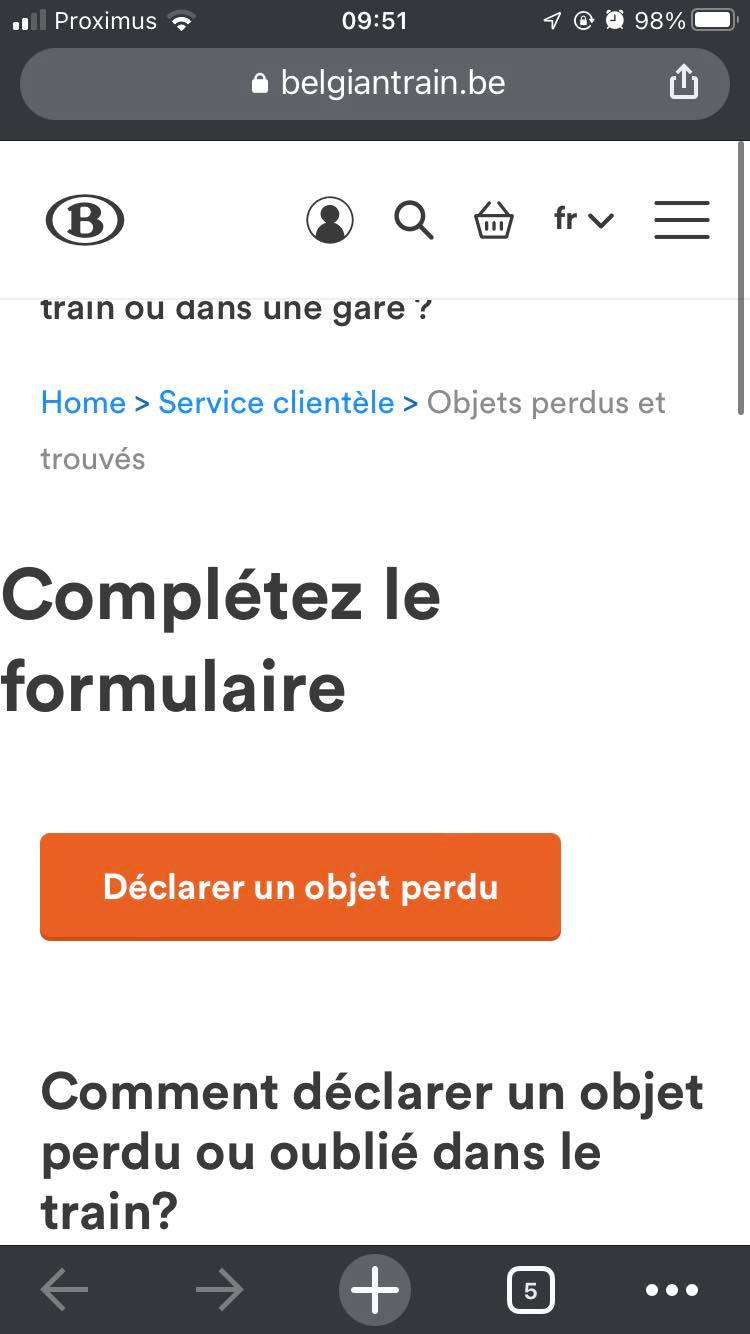 Proximus 09:51 98%
belgiantrain.be
B fr
train ou dans une gare ?
Home > Service clientèle > Objets perdus et
trouvés
Complétez le
formulaire
Déclarer un objet perdu
Comment déclarer un objet
perdu ou oublié dans le
train?
5